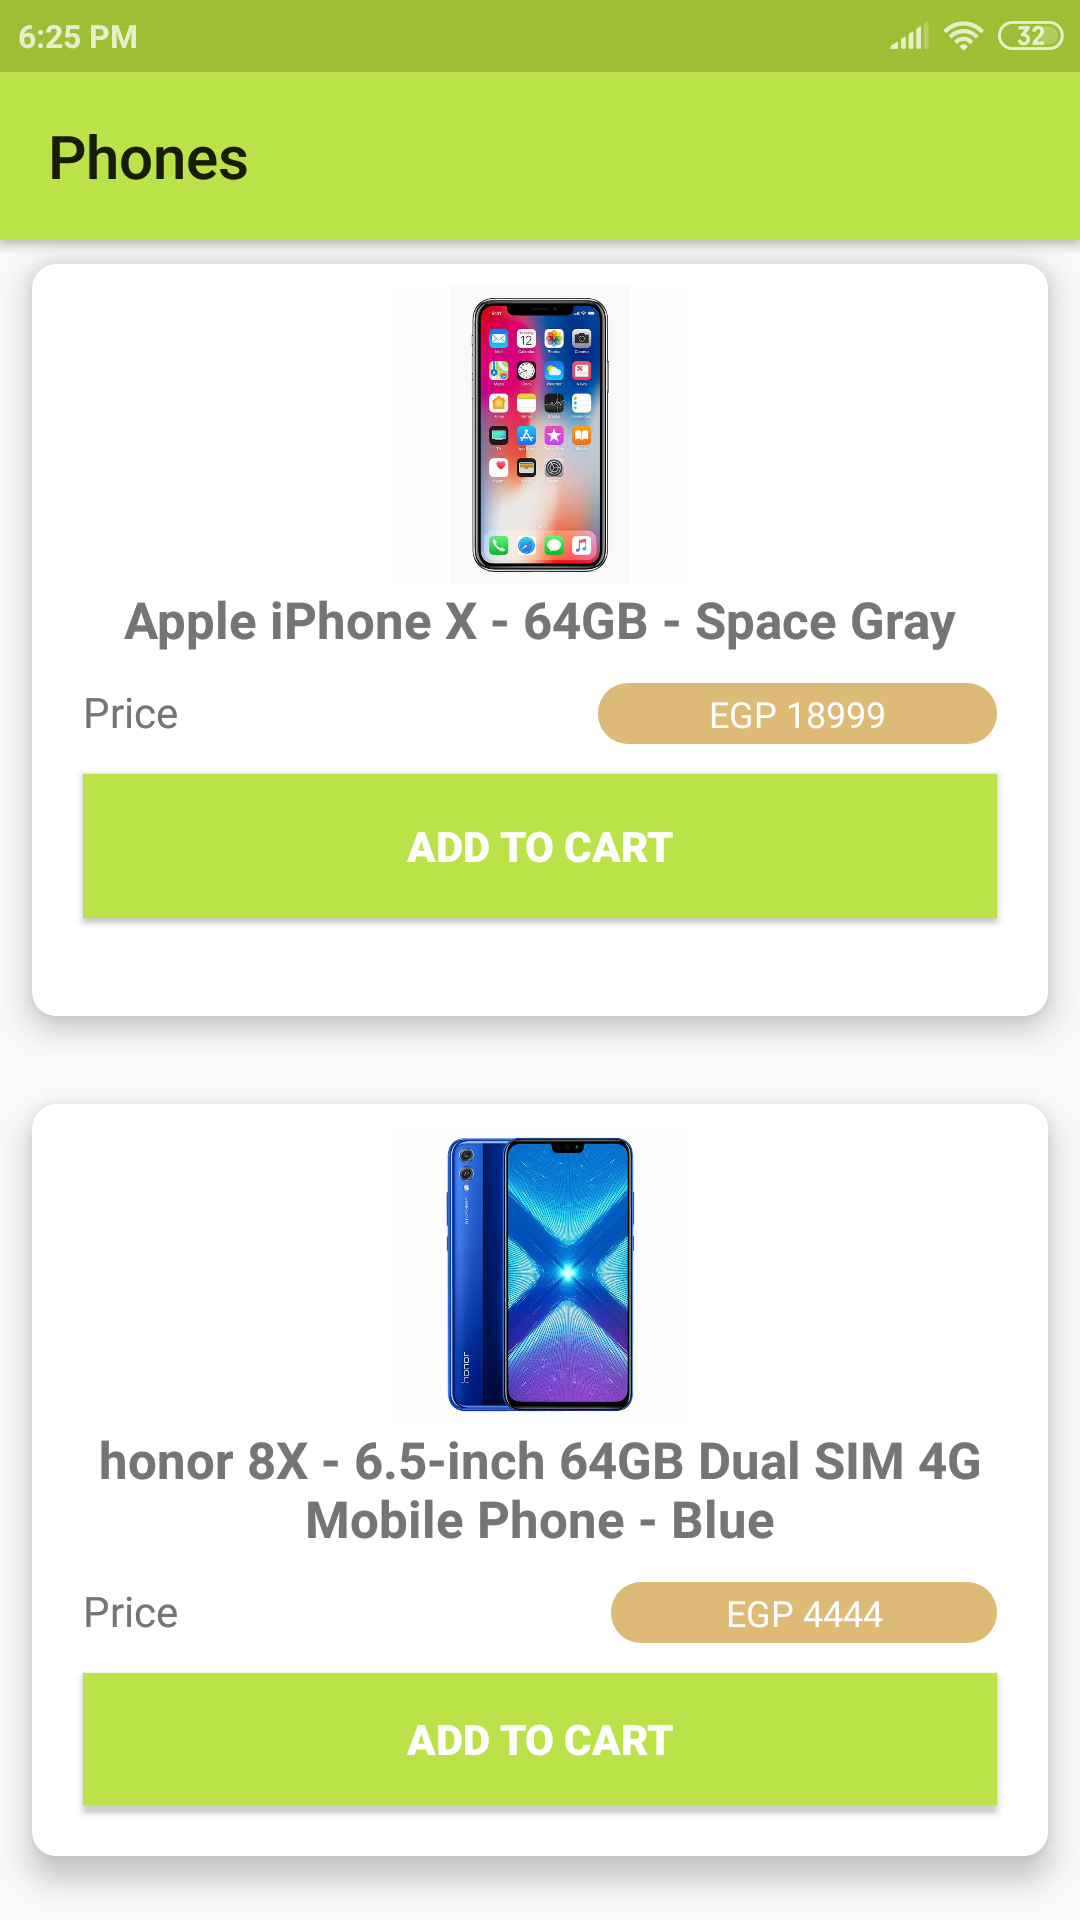 6:25 PM
32
Phones
Apple iPhone X - 64GB - Space Gray
Price
EGP 18999
ADD TO CART
honor
honor 8X - 6.5-inch 64GB Dual SIM 4G
Mobile Phone - Blue
Price
EGP 4444
ADD TO CART